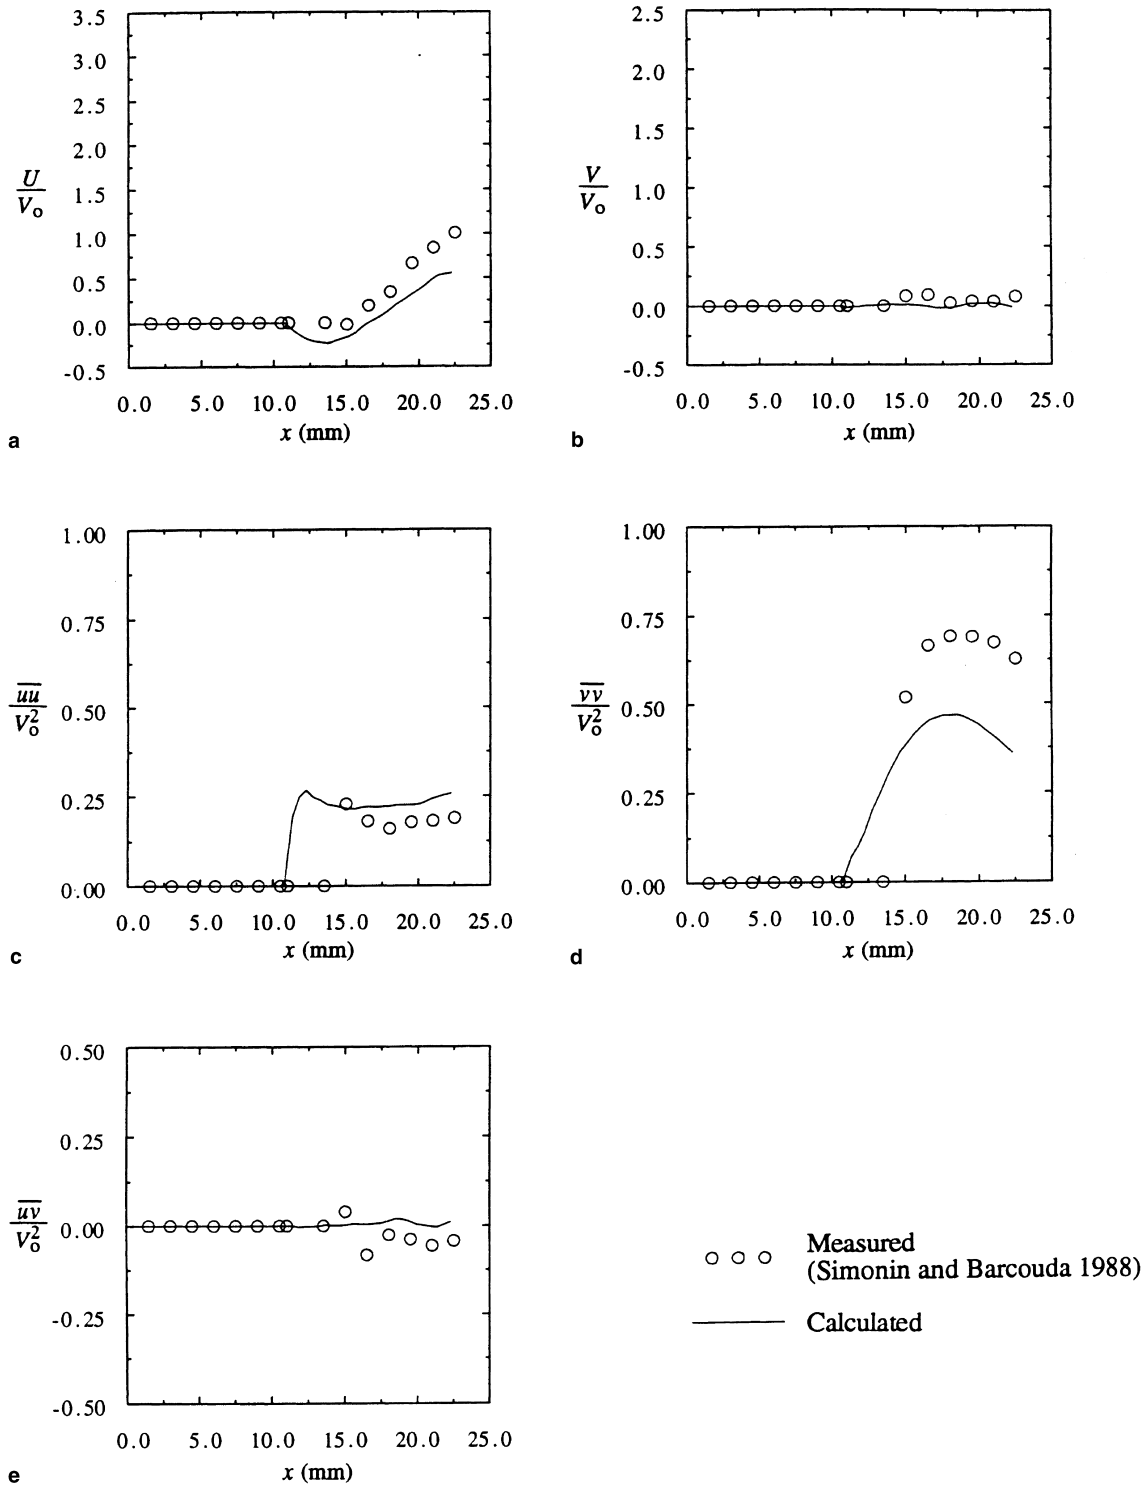 3.5
3.0
2.5
2.0
1.5
1.0
0.5
0.0
-0.5
U
V₀
0.0 5.0 10.0 15.0 20.0 25.0
x (mm)
a
2.5
2.0
1.5
1.0
0.5
0.0
-0.5
V
V₀
0.0 5.0 10.0 15.0 20.0 25.0
x (mm)
b
1.00
0.75
0.50
0.25
0.00
uu
V₀²
0.0 5.0 10.0 15.0 20.0 25.0
x (mm)
c
1.00
0.75
0.50
0.25
0.00
vv
V₀²
0.0 5.0 10.0 15.0 20.0 25.0
x (mm)
d
0.50
0.25
0.00
-0.25
-0.50
uv
V₀²
0.0 5.0 10.0 15.0 20.0 25.0
x (mm)
e
Measured
(Simonin and Barcouda 1988)
Calculated